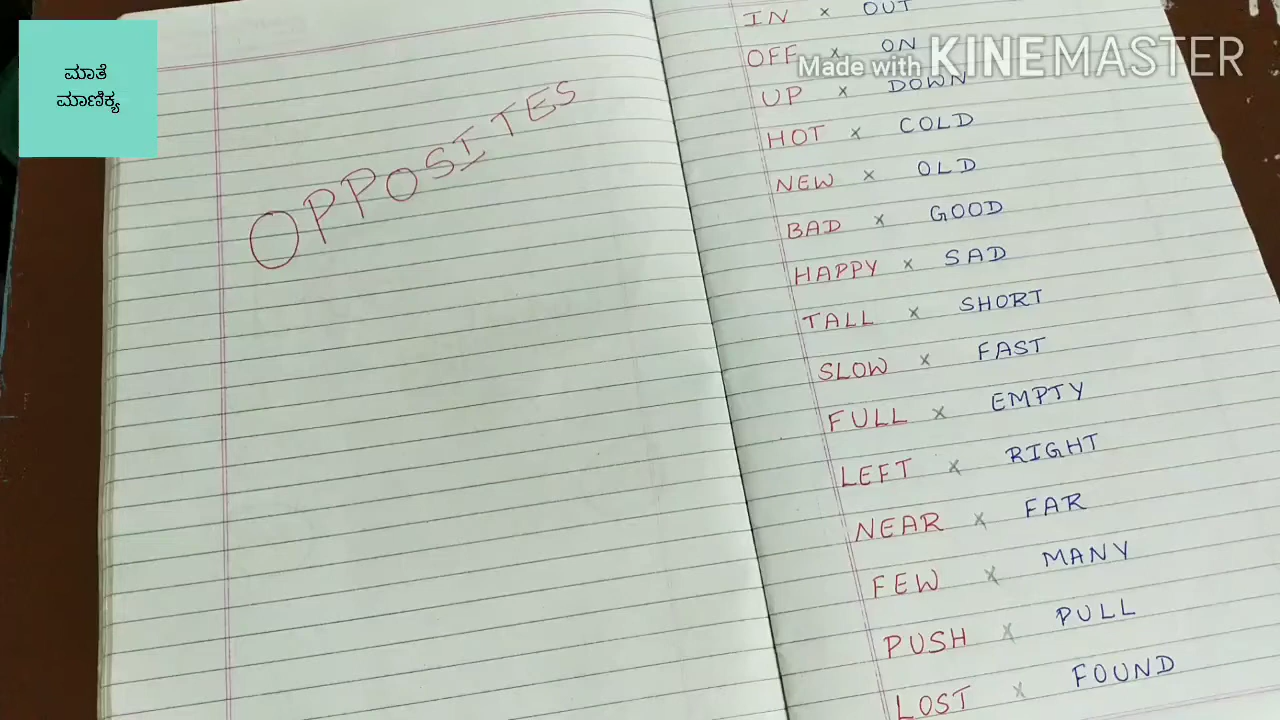 ಮಾತೆ
ಮಾಣಿಕ್ಯ
OPPOSITES
IN × OUT
OFF × ON
Made with KINEMASTER
UP × DOWN
HOT × COLD
NEW × OLD
BAD × GOOD
HAPPY × SAD
TALL × SHORT
SLOW × FAST
FULL × EMPTY
LEFT × RIGHT
NEAR × FAR
FEW × MANY
PUSH × PULL
LOST × FOUND